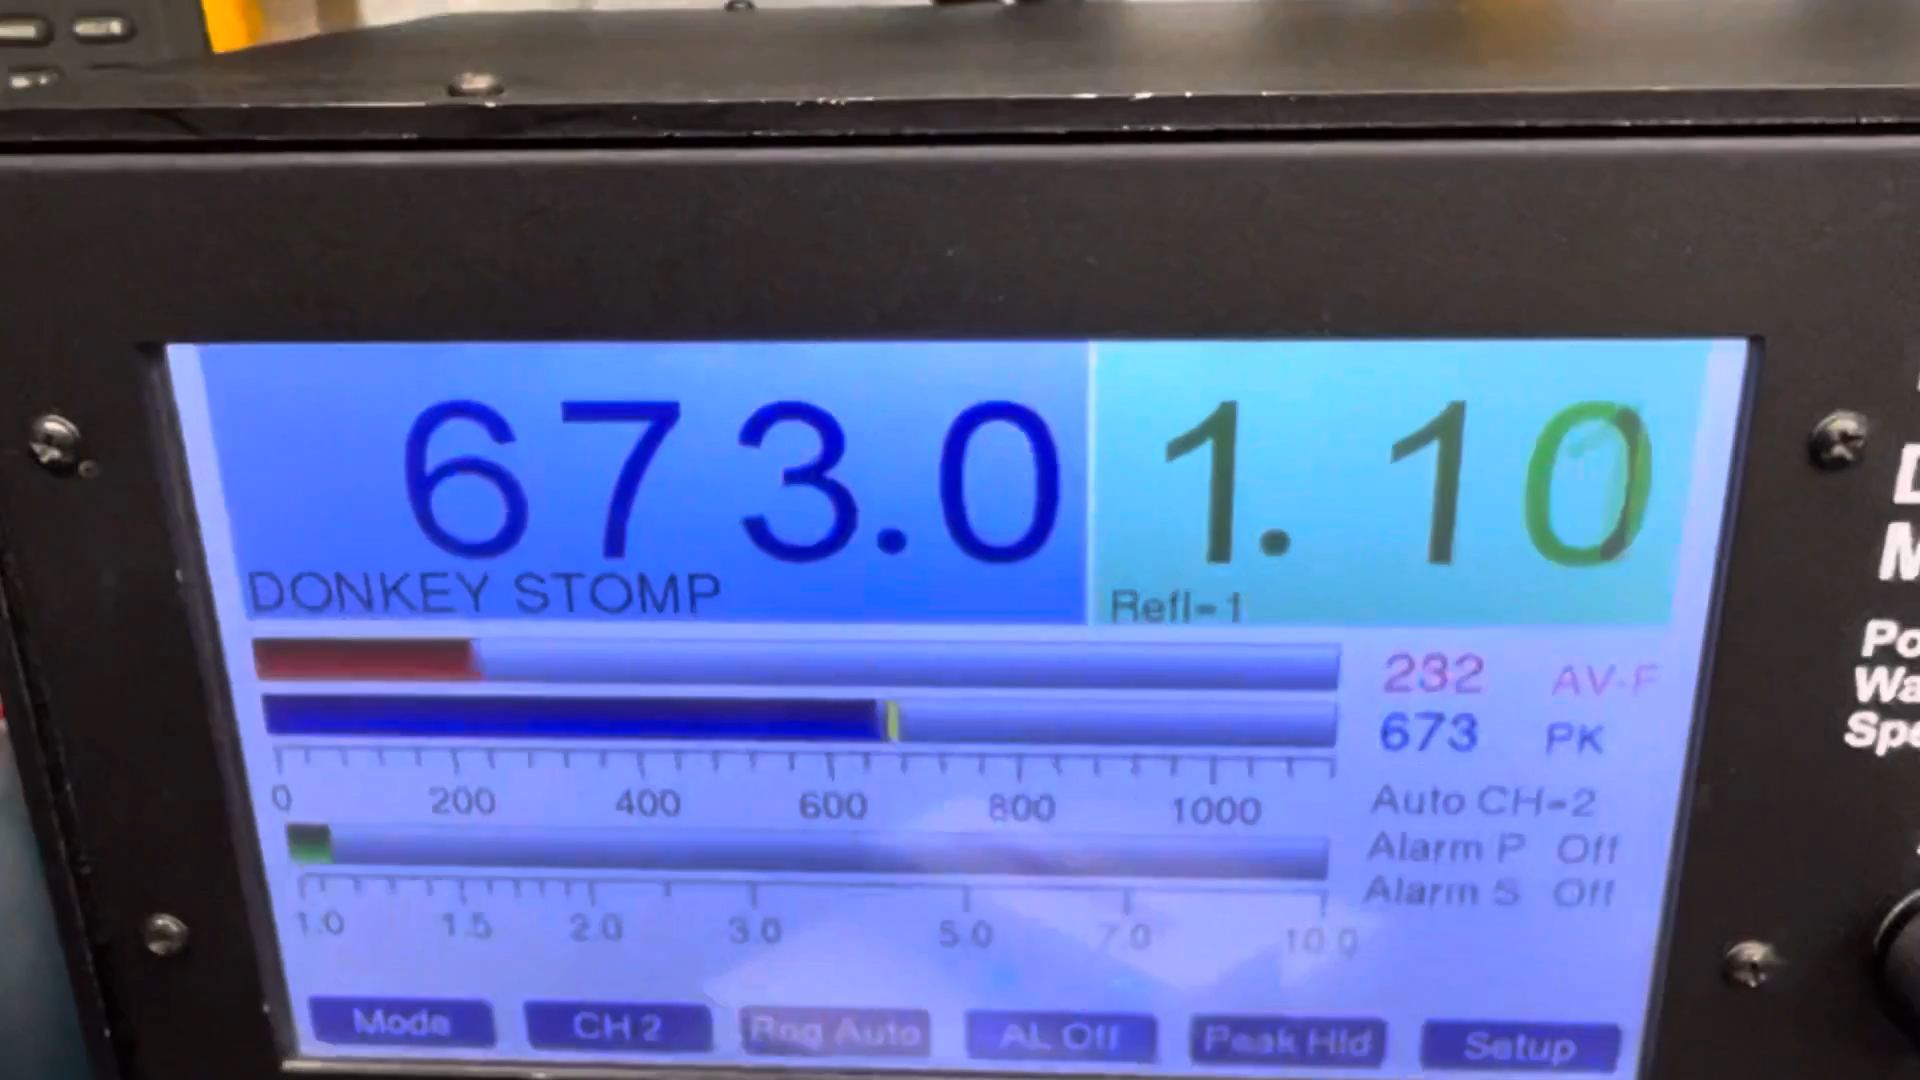 673.0 1.10
DONKEY STOMP Refl-1
232 AV-F
673 PK
0 200 400 600 800 1000
Auto CH-2
Alarm P Off
Alarm S Off
1.0 1.5 2.0 3.0 5.0 7.0 10.0
Mode CH 2 Rng Auto AL Off Peak Hld Setup